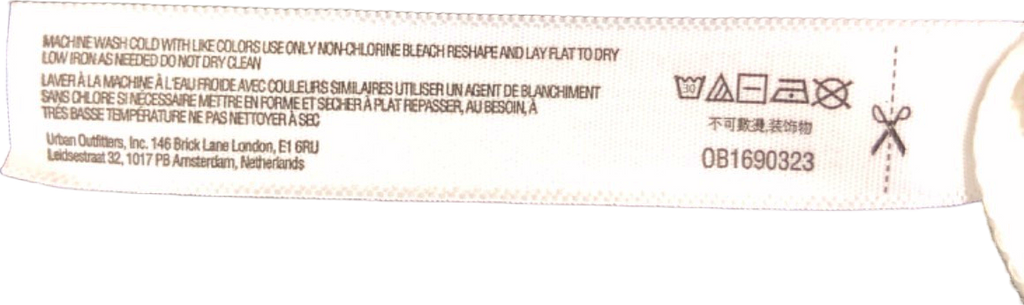 MACHINE WASH COLD WITH LIKE COLORS USE ONLY NON-CHLORINE BLEACH RESHAPE AND LAY FLAT TO DRY
LOW IRON AS NEEDED DO NOT DRY CLEAN
LAVER À LA MACHINE À L'EAU FROIDE AVEC COULEURS SIMILAIRES UTILISER UN AGENT DE BLANCHIMENT
SANS CHLORE SI NÉCESSAIRE METTRE EN FORME ET SECHER À PLAT REPASSER, AU BESOIN, À
TRÈS BASSE TEMPÉRATURE NE PAS NETTOYER À SEC
Urban Outfitters, Inc. 146 Brick Lane London, E1 6RU
Leidsestraat 32, 1017 PB Amsterdam, Netherlands
30
不可數燙,装饰物
OB1690323